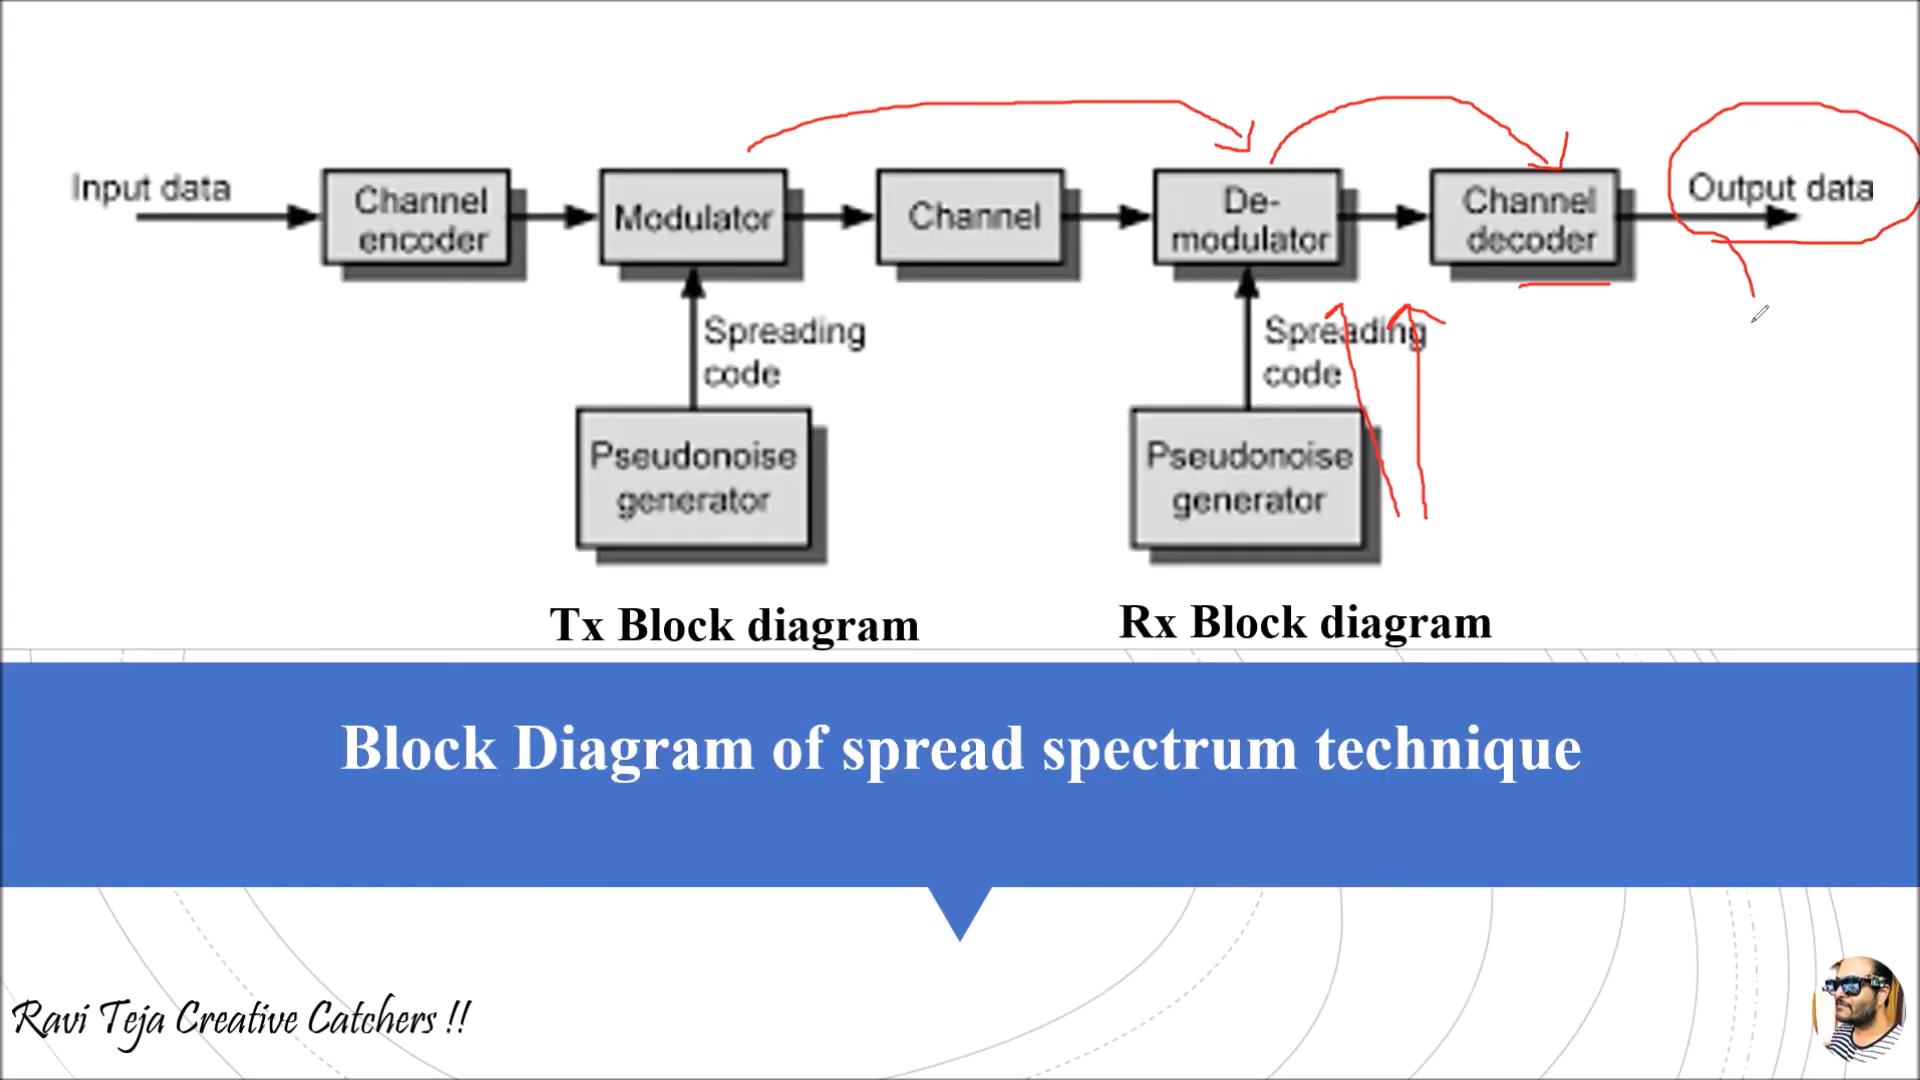 Input data
Channel
encoder
Modulator
Channel
De-
modulator
Channel
decoder
Output data
Spreading
code
Spreading
code
Pseudonoise
generator
Pseudonoise
generator
Tx Block diagram
Rx Block diagram
Block Diagram of spread spectrum technique
Ravi Teja Creative Catchers !!